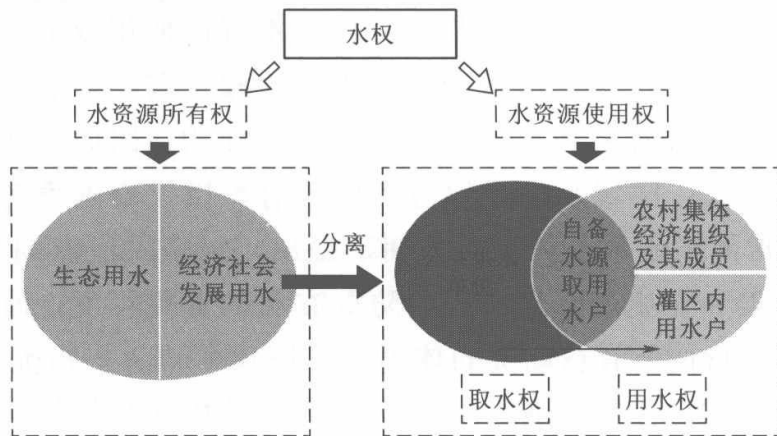 水权
水资源所有权
水资源使用权
生态用水
经济社会
发展用水
分离
自备
水源
取用
水户
农村集体
经济组织
及其成员
灌区内
用水户
取水权
用水权